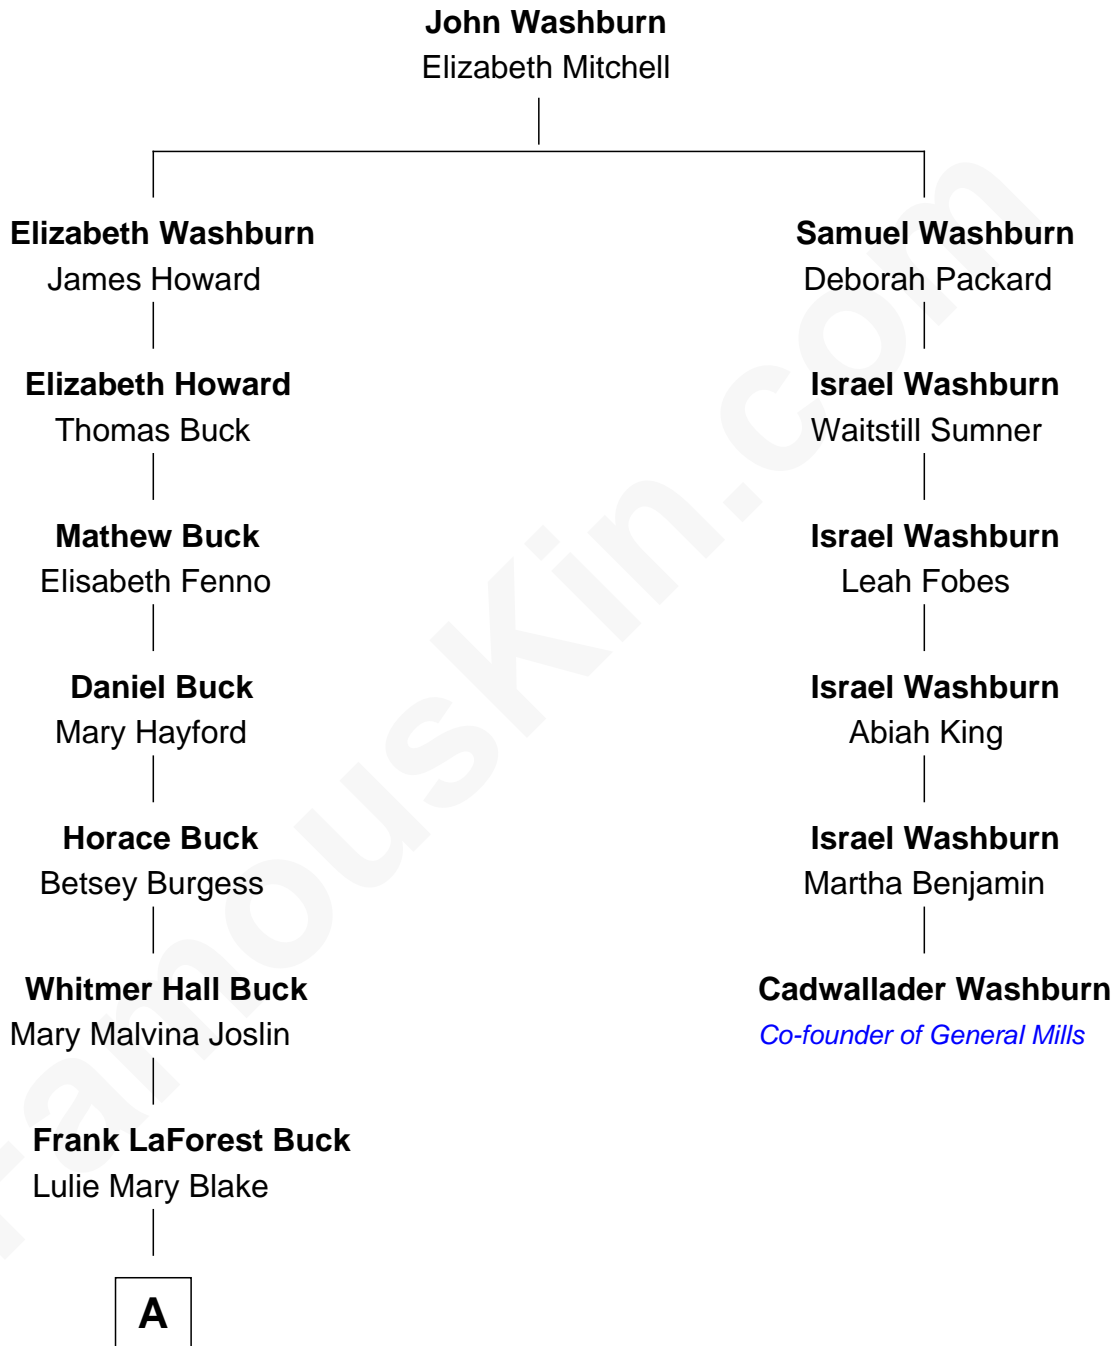 John Washburn
Elizabeth Mitchell
Elizabeth Washburn
James Howard
Samuel Washburn
Deborah Packard
Elizabeth Howard
Thomas Buck
Israel Washburn
Waitstill Sumner
Mathew Buck
Elisabeth Fenno
Israel Washburn
Leah Fobes
Daniel Buck
Mary Hayford
Israel Washburn
Abiah King
Horace Buck
Betsey Burgess
Israel Washburn
Martha Benjamin
Whitmer Hall Buck
Mary Malvina Joslin
Cadwallader Washburn
Co-founder of General Mills
Frank LaForest Buck
Lulie Mary Blake
A
FamousKin.com